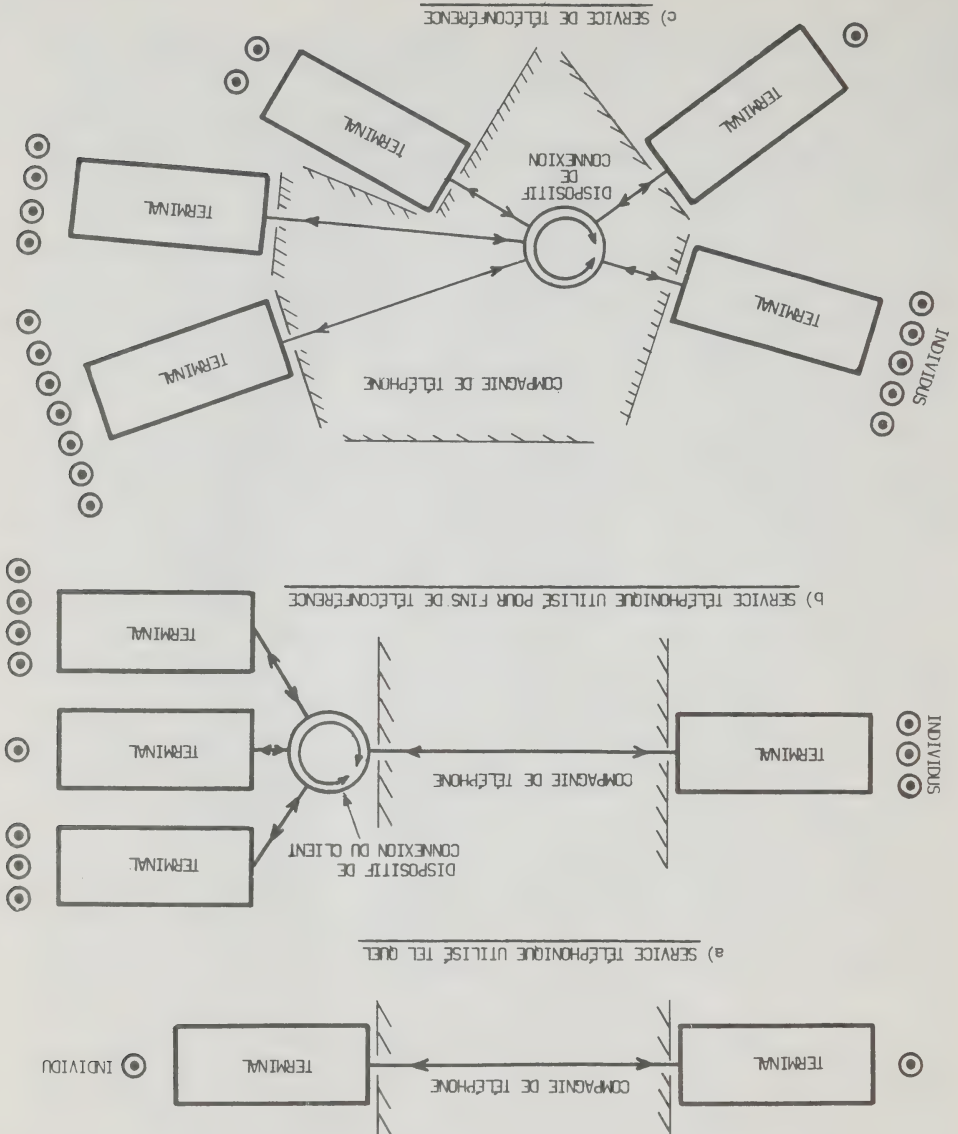 COMPAGNIE DE TÉLÉPHONE
TERMINAL
TERMINAL
INDIVIDU
a) SERVICE TÉLÉPHONIQUE UTILISÉ TEL QUEL
DISPOSITIF DE
CONNEXION DU CLIENT
TERMINAL
INDIVIDUS
TERMINAL
COMPAGNIE DE TÉLÉPHONE
TERMINAL
TERMINAL
b) SERVICE TÉLÉPHONIQUE UTILISÉ POUR FINS DE TÉLÉCONFÉRENCE
INDIVIDUS
TERMINAL
COMPAGNIE DE TÉLÉPHONE
TERMINAL
TERMINAL
DISPOSITIF
DE
CONNEXION
TERMINAL
TERMINAL
c) SERVICE DE TÉLÉCONFÉRENCE